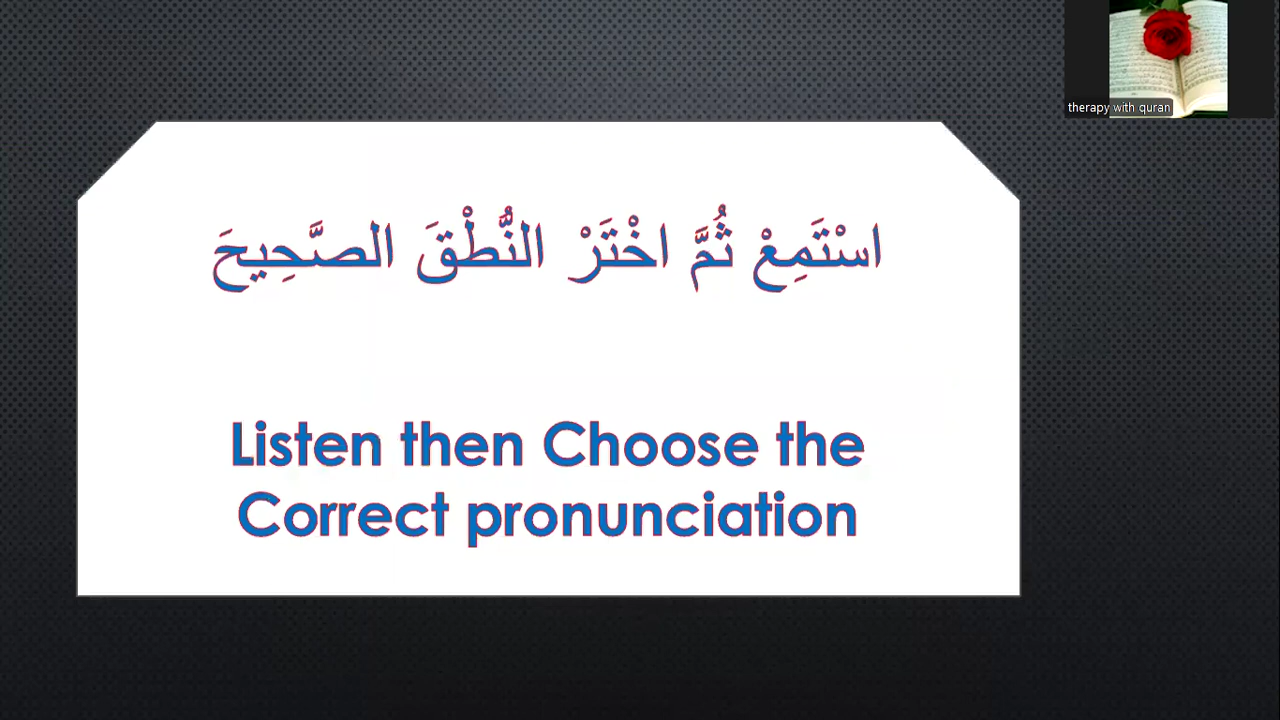 therapy with quran
اسْتَمِعْ ثُمَّ اخْتَرْ النُّطْقَ الصَّحِيحَ
Listen then Choose the
Correct pronunciation